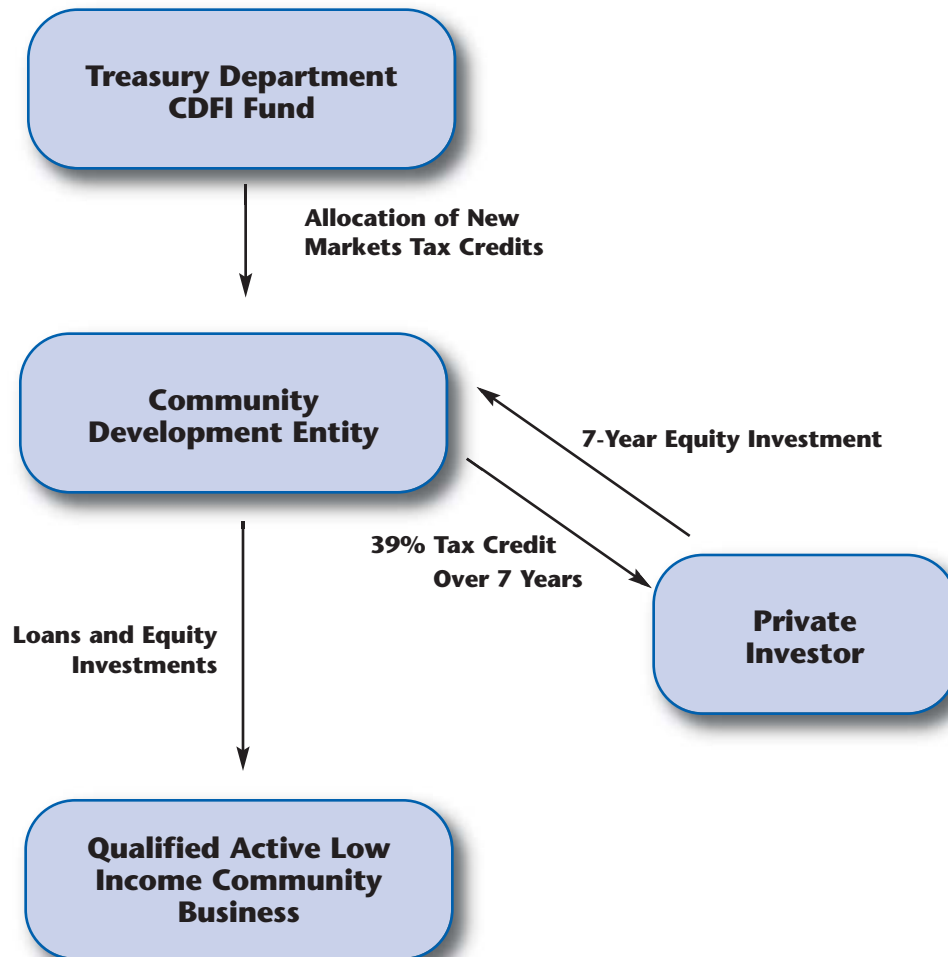 Treasury Department
CDFI Fund
Allocation of New
Markets Tax Credits
Community
Development Entity
7-Year Equity Investment
39% Tax Credit
Over 7 Years
Private
Investor
Loans and Equity
Investments
Qualified Active Low
Income Community
Business